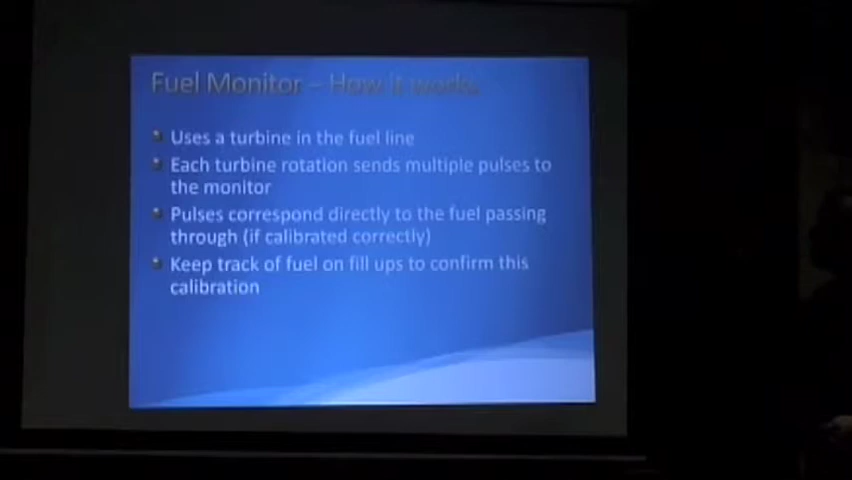 Fuel Monitor – How it works
Uses a turbine in the fuel line
Each turbine rotation sends multiple pulses to
the monitor
Pulses correspond directly to the fuel passing
through (if calibrated correctly)
Keep track of fuel on fill ups to confirm this
calibration